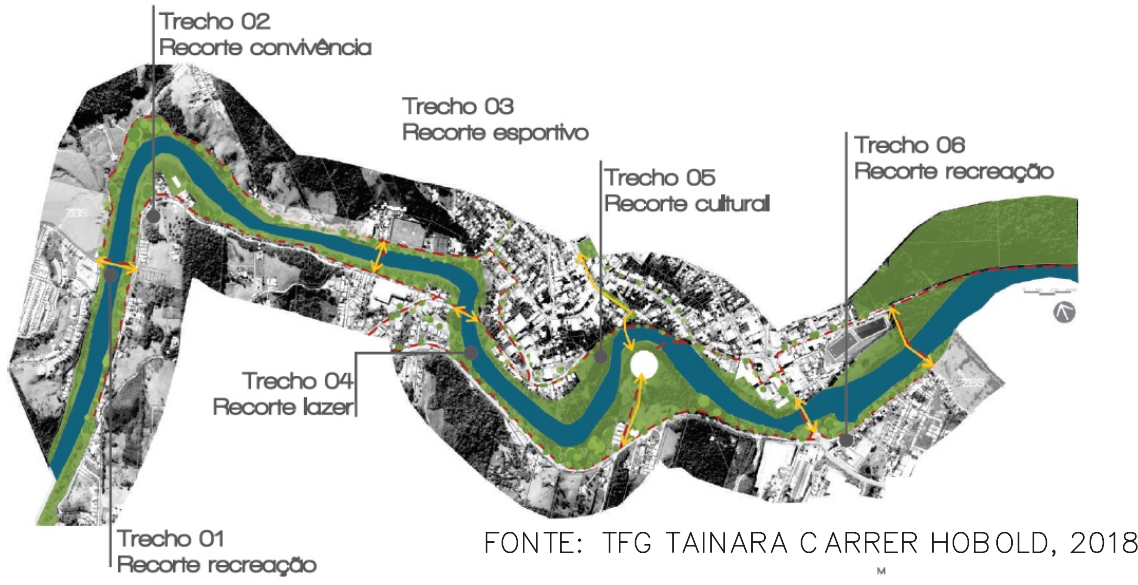 Trecho 02
Recorte convivência
Trecho 03
Recorte esportivo
Trecho 05
Recorte cultural
Trecho 06
Recorte recreação
Trecho 04
Recorte lazer
Trecho 01
Recorte recreação
FONTE: TFG TAINARA CARRER HOBOLD, 2018
M